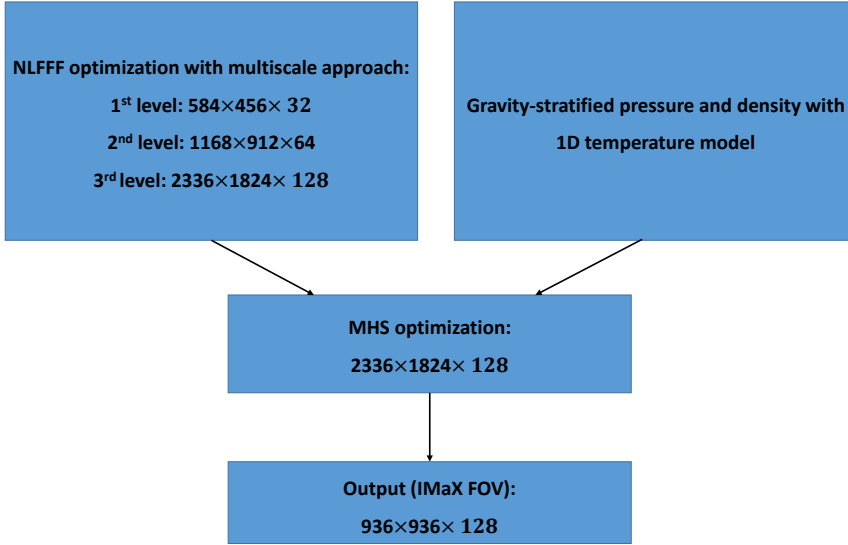 NLFFF optimization with multiscale approach:
1st level: 584×456× 32
2nd level: 1168×912×64
3rd level: 2336×1824× 128
Gravity-stratified pressure and density with
1D temperature model
MHS optimization:
2336×1824× 128
Output (IMaX FOV):
936×936× 128